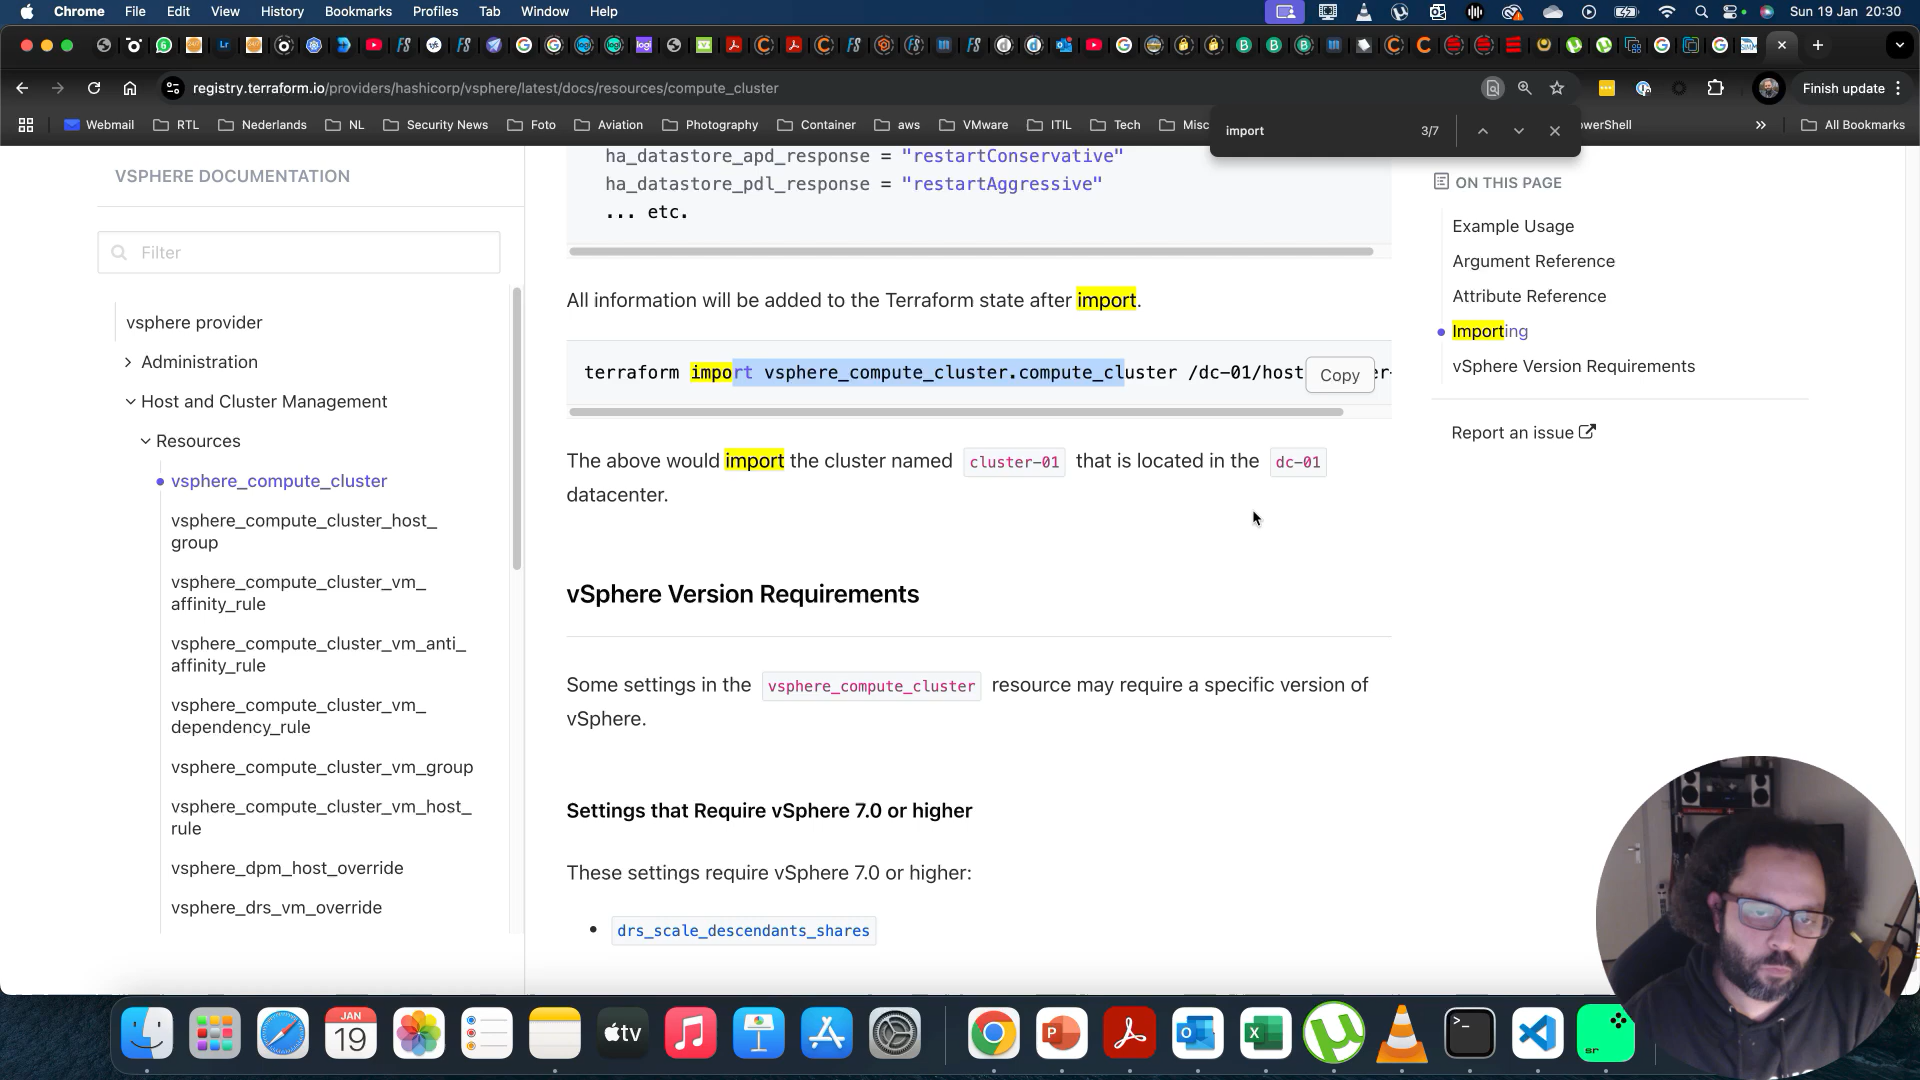 Chrome File Edit View History Bookmarks Profiles Tab Window Help
Sun 19 Jan 20:30
registry.terraform.io/providers/hashicorp/vsphere/latest/docs/resources/compute_cluster
Finish update
Webmail RTL Nederlands NL Security News Foto Aviation Photography Container aws VMware ITIL Tech Misc
owerShell
» All Bookmarks
import 3/7
VSPHERE DOCUMENTATION
Filter
vsphere provider
Administration
Host and Cluster Management
Resources
vsphere_compute_cluster
vsphere_compute_cluster_host_
group
vsphere_compute_cluster_vm_
affinity_rule
vsphere_compute_cluster_vm_anti_
affinity_rule
vsphere_compute_cluster_vm_
dependency_rule
vsphere_compute_cluster_vm_group
vsphere_compute_cluster_vm_host_
rule
vsphere_dpm_host_override
vsphere_drs_vm_override
ha_datastore_apd_response = "restartConservative"
ha_datastore_pdl_response = "restartAggressive"
... etc.
All information will be added to the Terraform state after import.
terraform import vsphere_compute_cluster.compute_cluster /dc-01/host
Copy
The above would import the cluster named cluster-01 that is located in the dc-01
datacenter.
vSphere Version Requirements
Some settings in the vsphere_compute_cluster resource may require a specific version of
vSphere.
Settings that Require vSphere 7.0 or higher
These settings require vSphere 7.0 or higher:
• drs_scale_descendants_shares
ON THIS PAGE
Example Usage
Argument Reference
Attribute Reference
Importing
vSphere Version Requirements
Report an issue
JAN
19
tv
sr